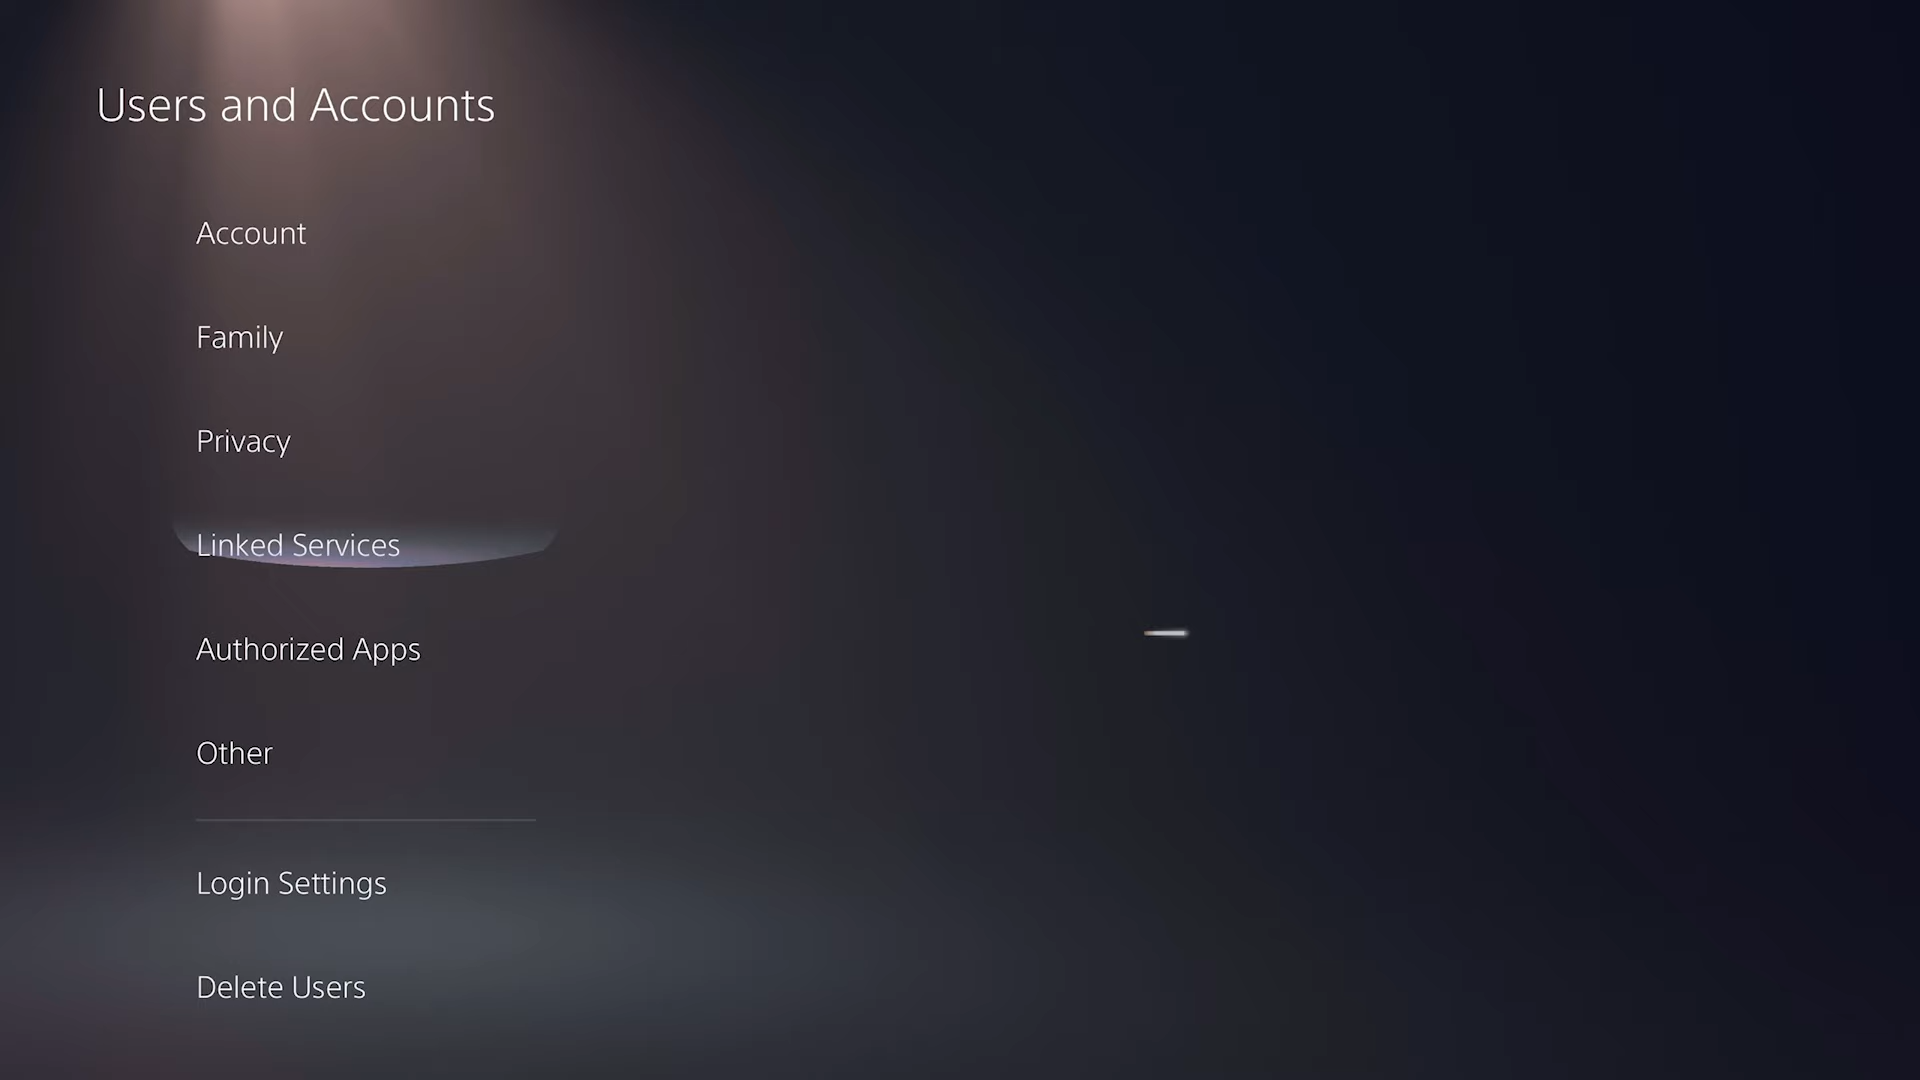 Users and Accounts
Account
Family
Privacy
Linked Services
Authorized Apps
Other
Login Settings
Delete Users